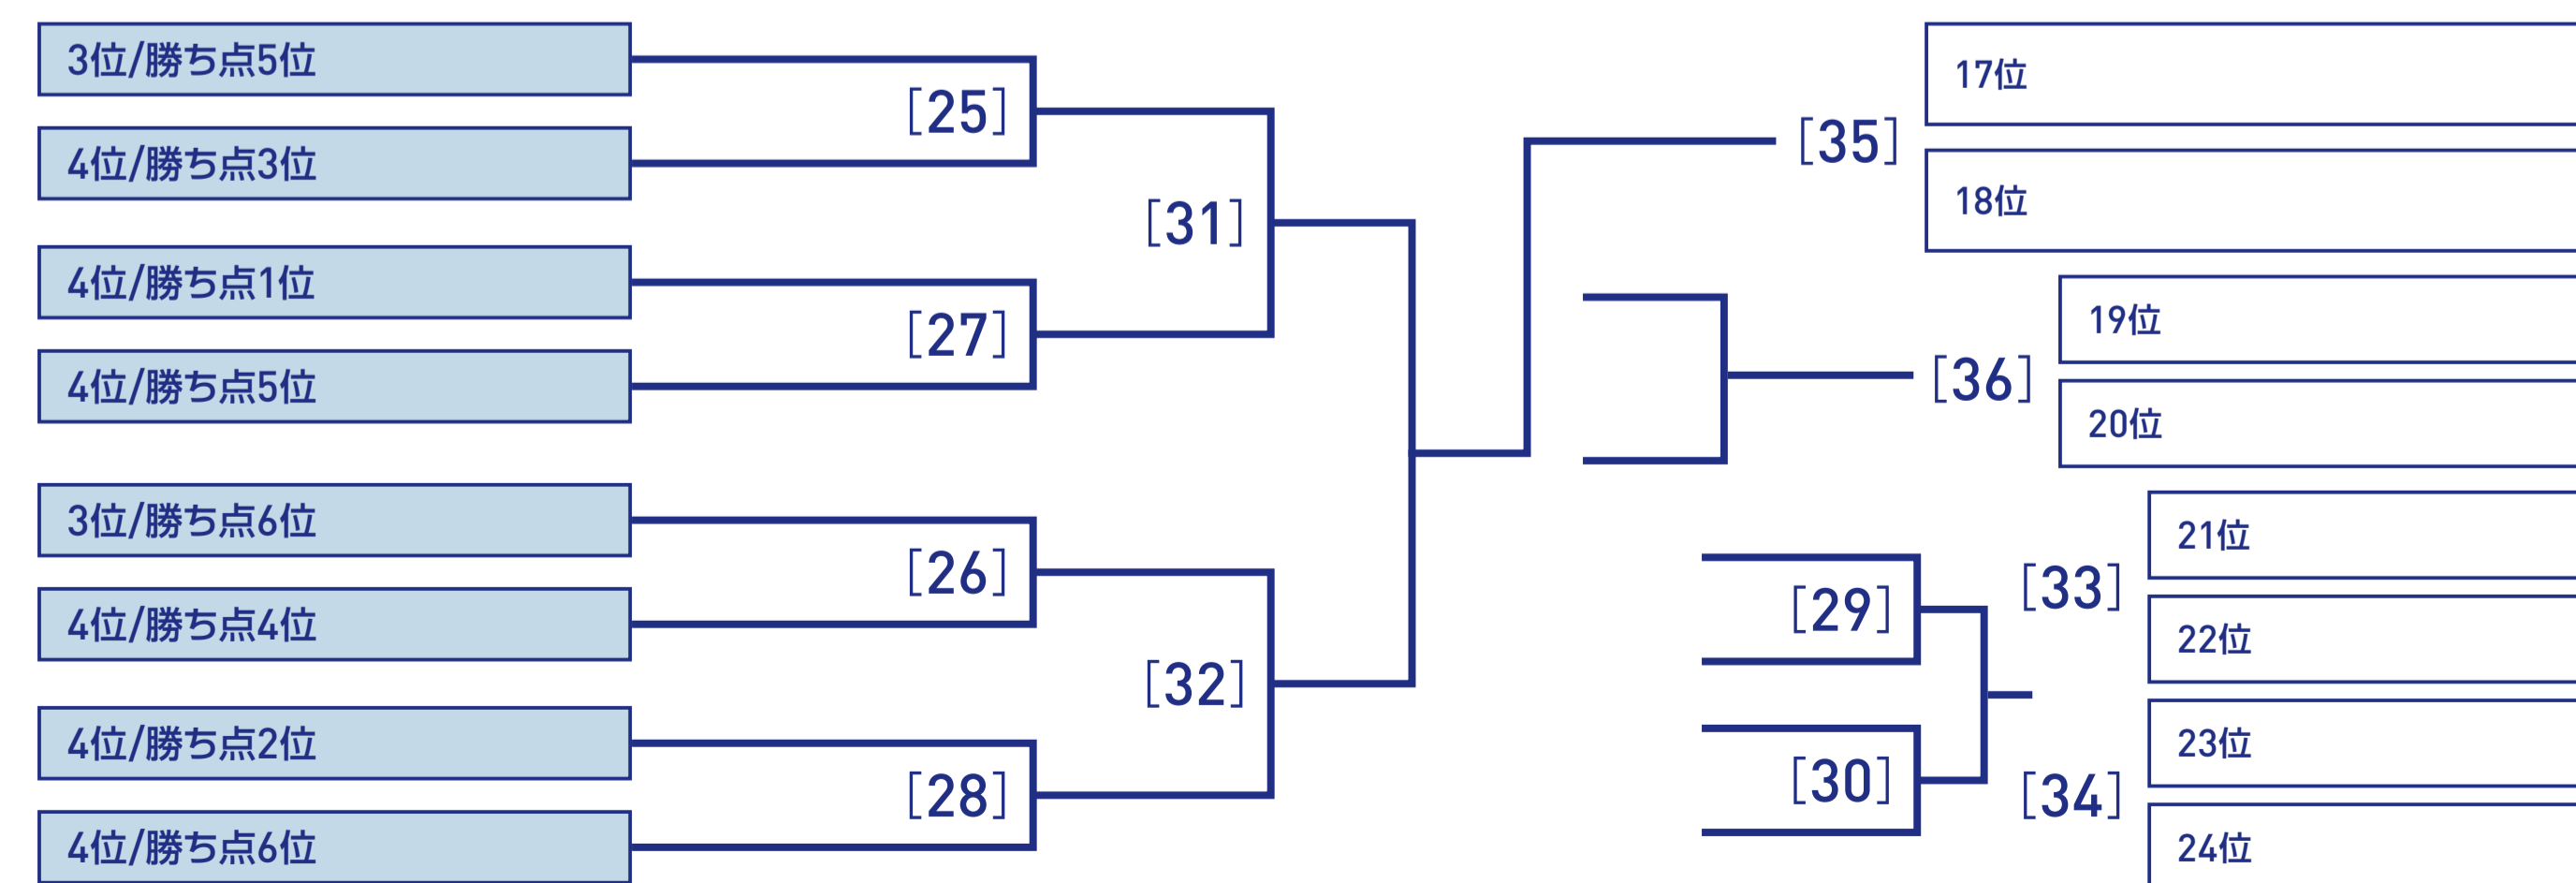 3位/勝ち点5位
4位/勝ち点3位
[25]
4位/勝ち点1位
4位/勝ち点5位
[27]
[31]
3位/勝ち点6位
4位/勝ち点4位
[26]
4位/勝ち点2位
4位/勝ち点6位
[28]
[32]
[35]
17位
18位
[36]
19位
20位
[29]
[30]
[33]
21位
22位
[34]
23位
24位